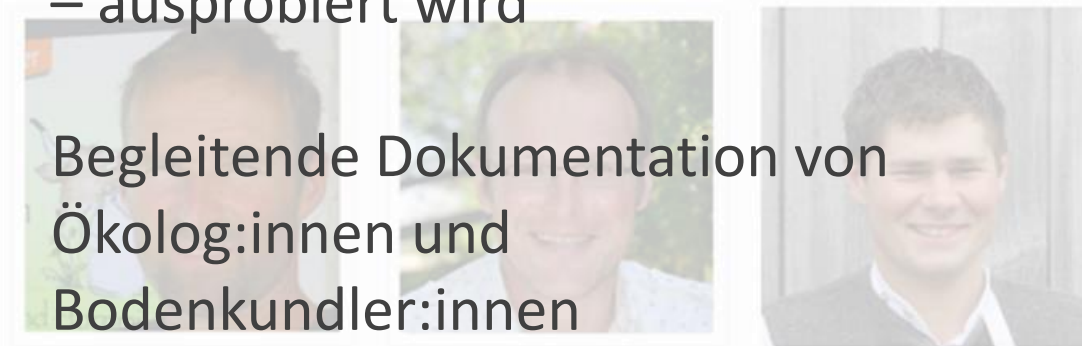 – ausprobiert wird
Begleitende Dokumentation von
Ökolog:innen und
Bodenkundler:innen